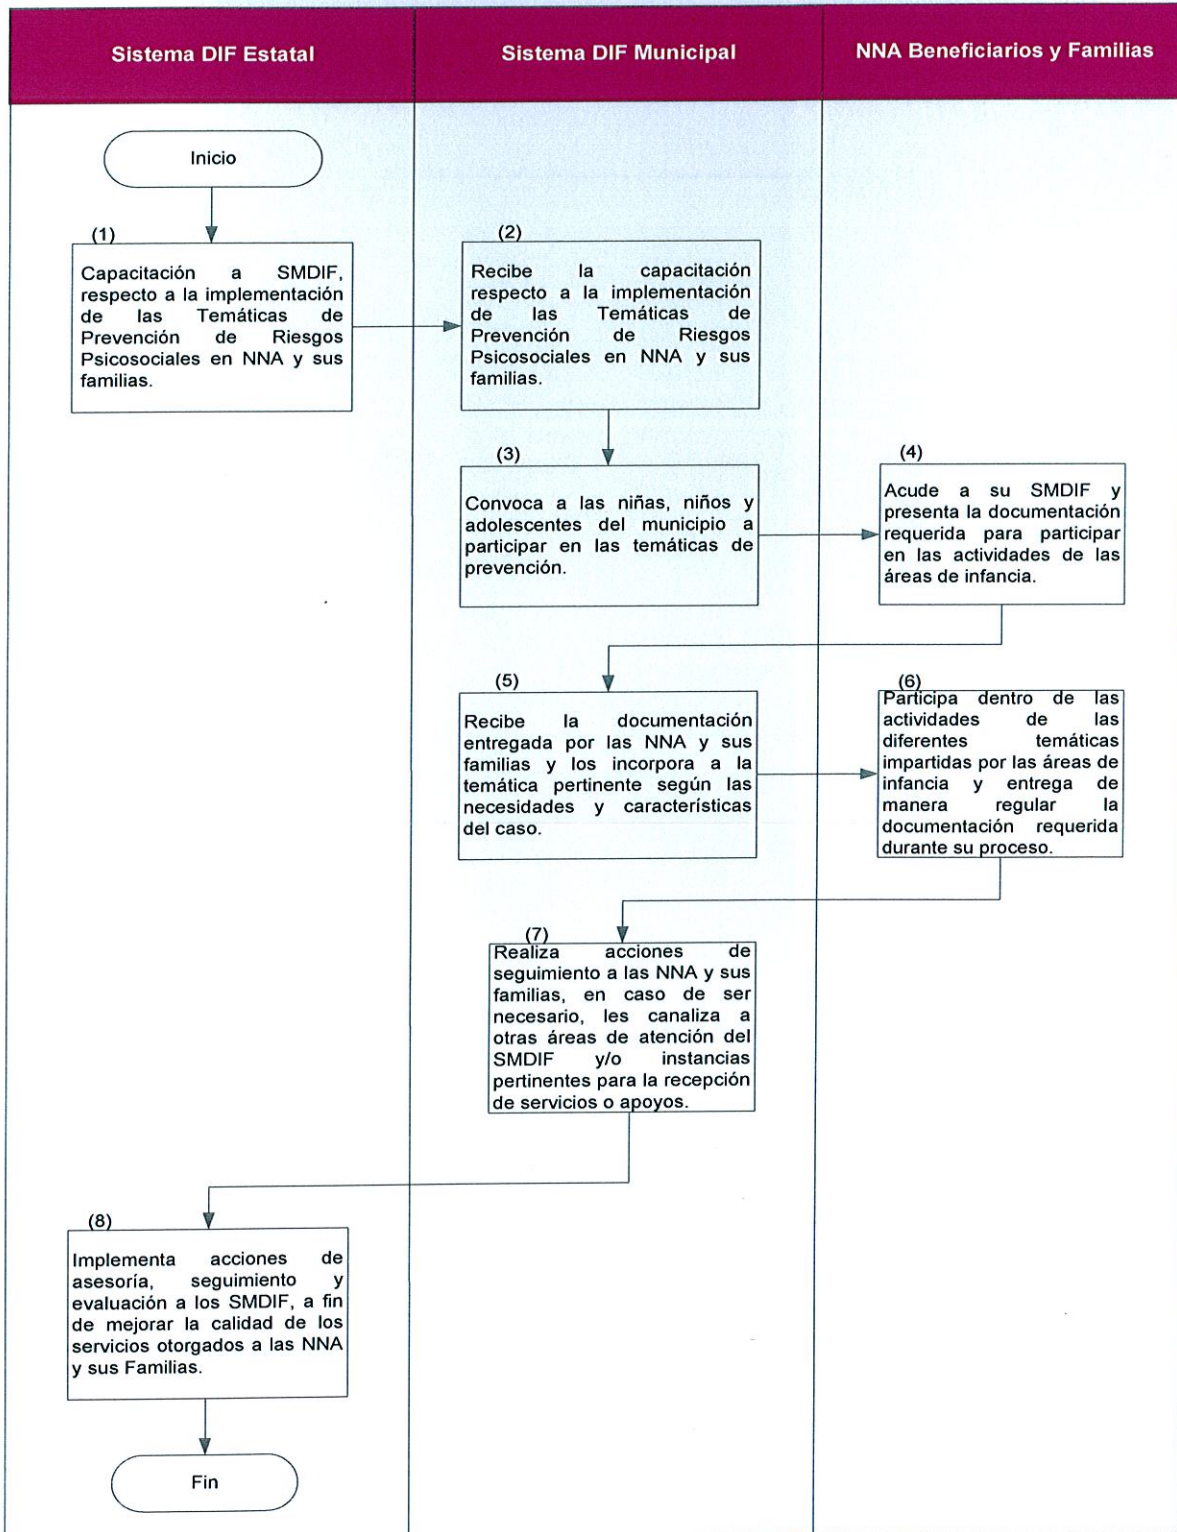 Sistema DIF Estatal
Sistema DIF Municipal
NNA Beneficiarios y Familias
Inicio
(1)
Capacitación a SMDIF,
respecto a la implementación
de las Temáticas de
Prevención de Riesgos
Psicosociales en NNA y sus
familias.
(2)
Recibe la capacitación
respecto a la implementación
de las Temáticas de
Prevención de Riesgos
Psicosociales en NNA y sus
familias.
(3)
Convoca a las niñas, niños y
adolescentes del municipio a
participar en las temáticas de
prevención.
(4)
Acude a su SMDIF y
presenta la documentación
requerida para participar
en las actividades de las
áreas de infancia.
(5)
Recibe la documentación
entregada por las NNA y sus
familias y los incorpora a la
temática pertinente según las
necesidades y características
del caso.
(6)
Participa dentro de las
actividades de las
diferentes temáticas
impartidas por las áreas de
infancia y entrega de
manera regular la
documentación requerida
durante su proceso.
(7)
Realiza acciones de
seguimiento a las NNA y sus
familias, en caso de ser
necesario, les canaliza a
otras áreas de atención del
SMDIF y/o instancias
pertinentes para la recepción
de servicios o apoyos.
(8)
Implementa acciones de
asesoría, seguimiento y
evaluación a los SMDIF, a fin
de mejorar la calidad de los
servicios otorgados a las NNA
y sus Familias.
Fin